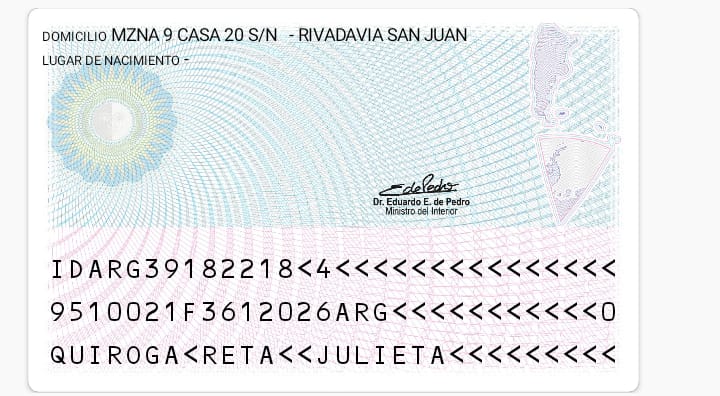 DOMICILIO MZNA 9 CASA 20 S/N - RIVADAVIA SAN JUAN
LUGAR DE NACIMIENTO -
EdePedro
Dr. Eduardo E. de Pedro
Ministro del Interior
IDARG39182218<4<<<<<<<<<<<<<<<
9510021F3612026ARG<<<<<<<<<<<0
QUIROGA<RETA<<JULIETA<<<<<<<<<